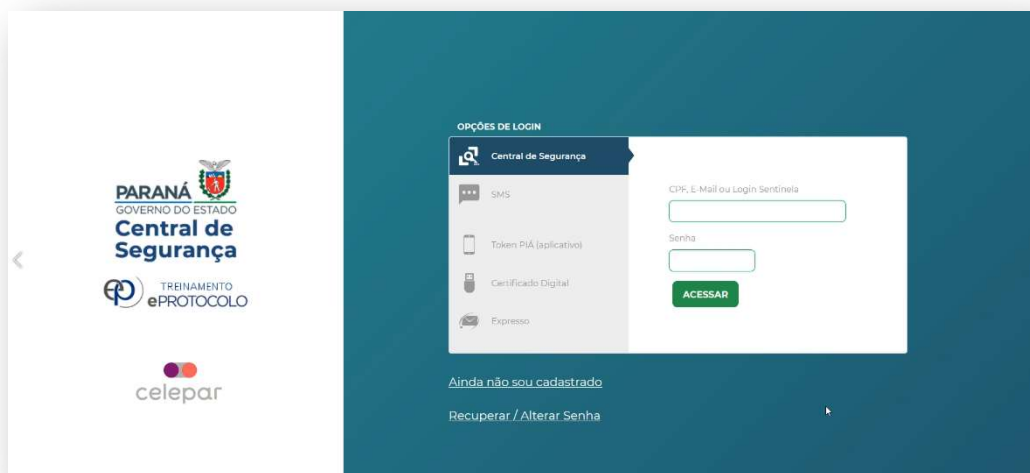 PARANÁ
GOVERNO DO ESTADO
Central de
Segurança
TREINAMENTO
ePROTOCOLO
celepar
OPÇÕES DE LOGIN
Central de Segurança
SMS
Token PIÁ (aplicativo)
Certificado Digital
Expresso
CPF, E-Mail ou Login Sentinela
Senha
ACESSAR
Ainda não sou cadastrado
Recuperar / Alterar Senha